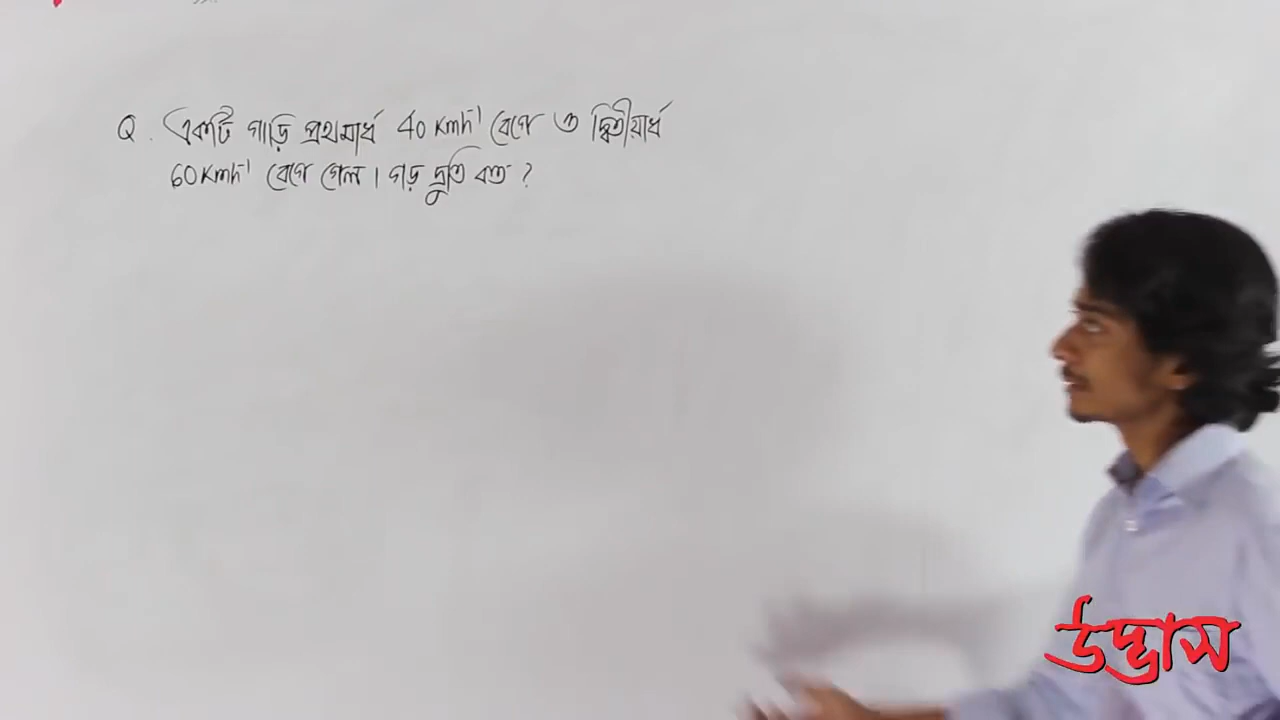 Q. একটি গাড়ি প্রথমার্ধ 40 kmh⁻¹ বেগে ও দ্বিতীয়ার্ধ
60 kmh⁻¹ বেগে গেল। গড় দ্রুতি কত?
উদ্ভাস